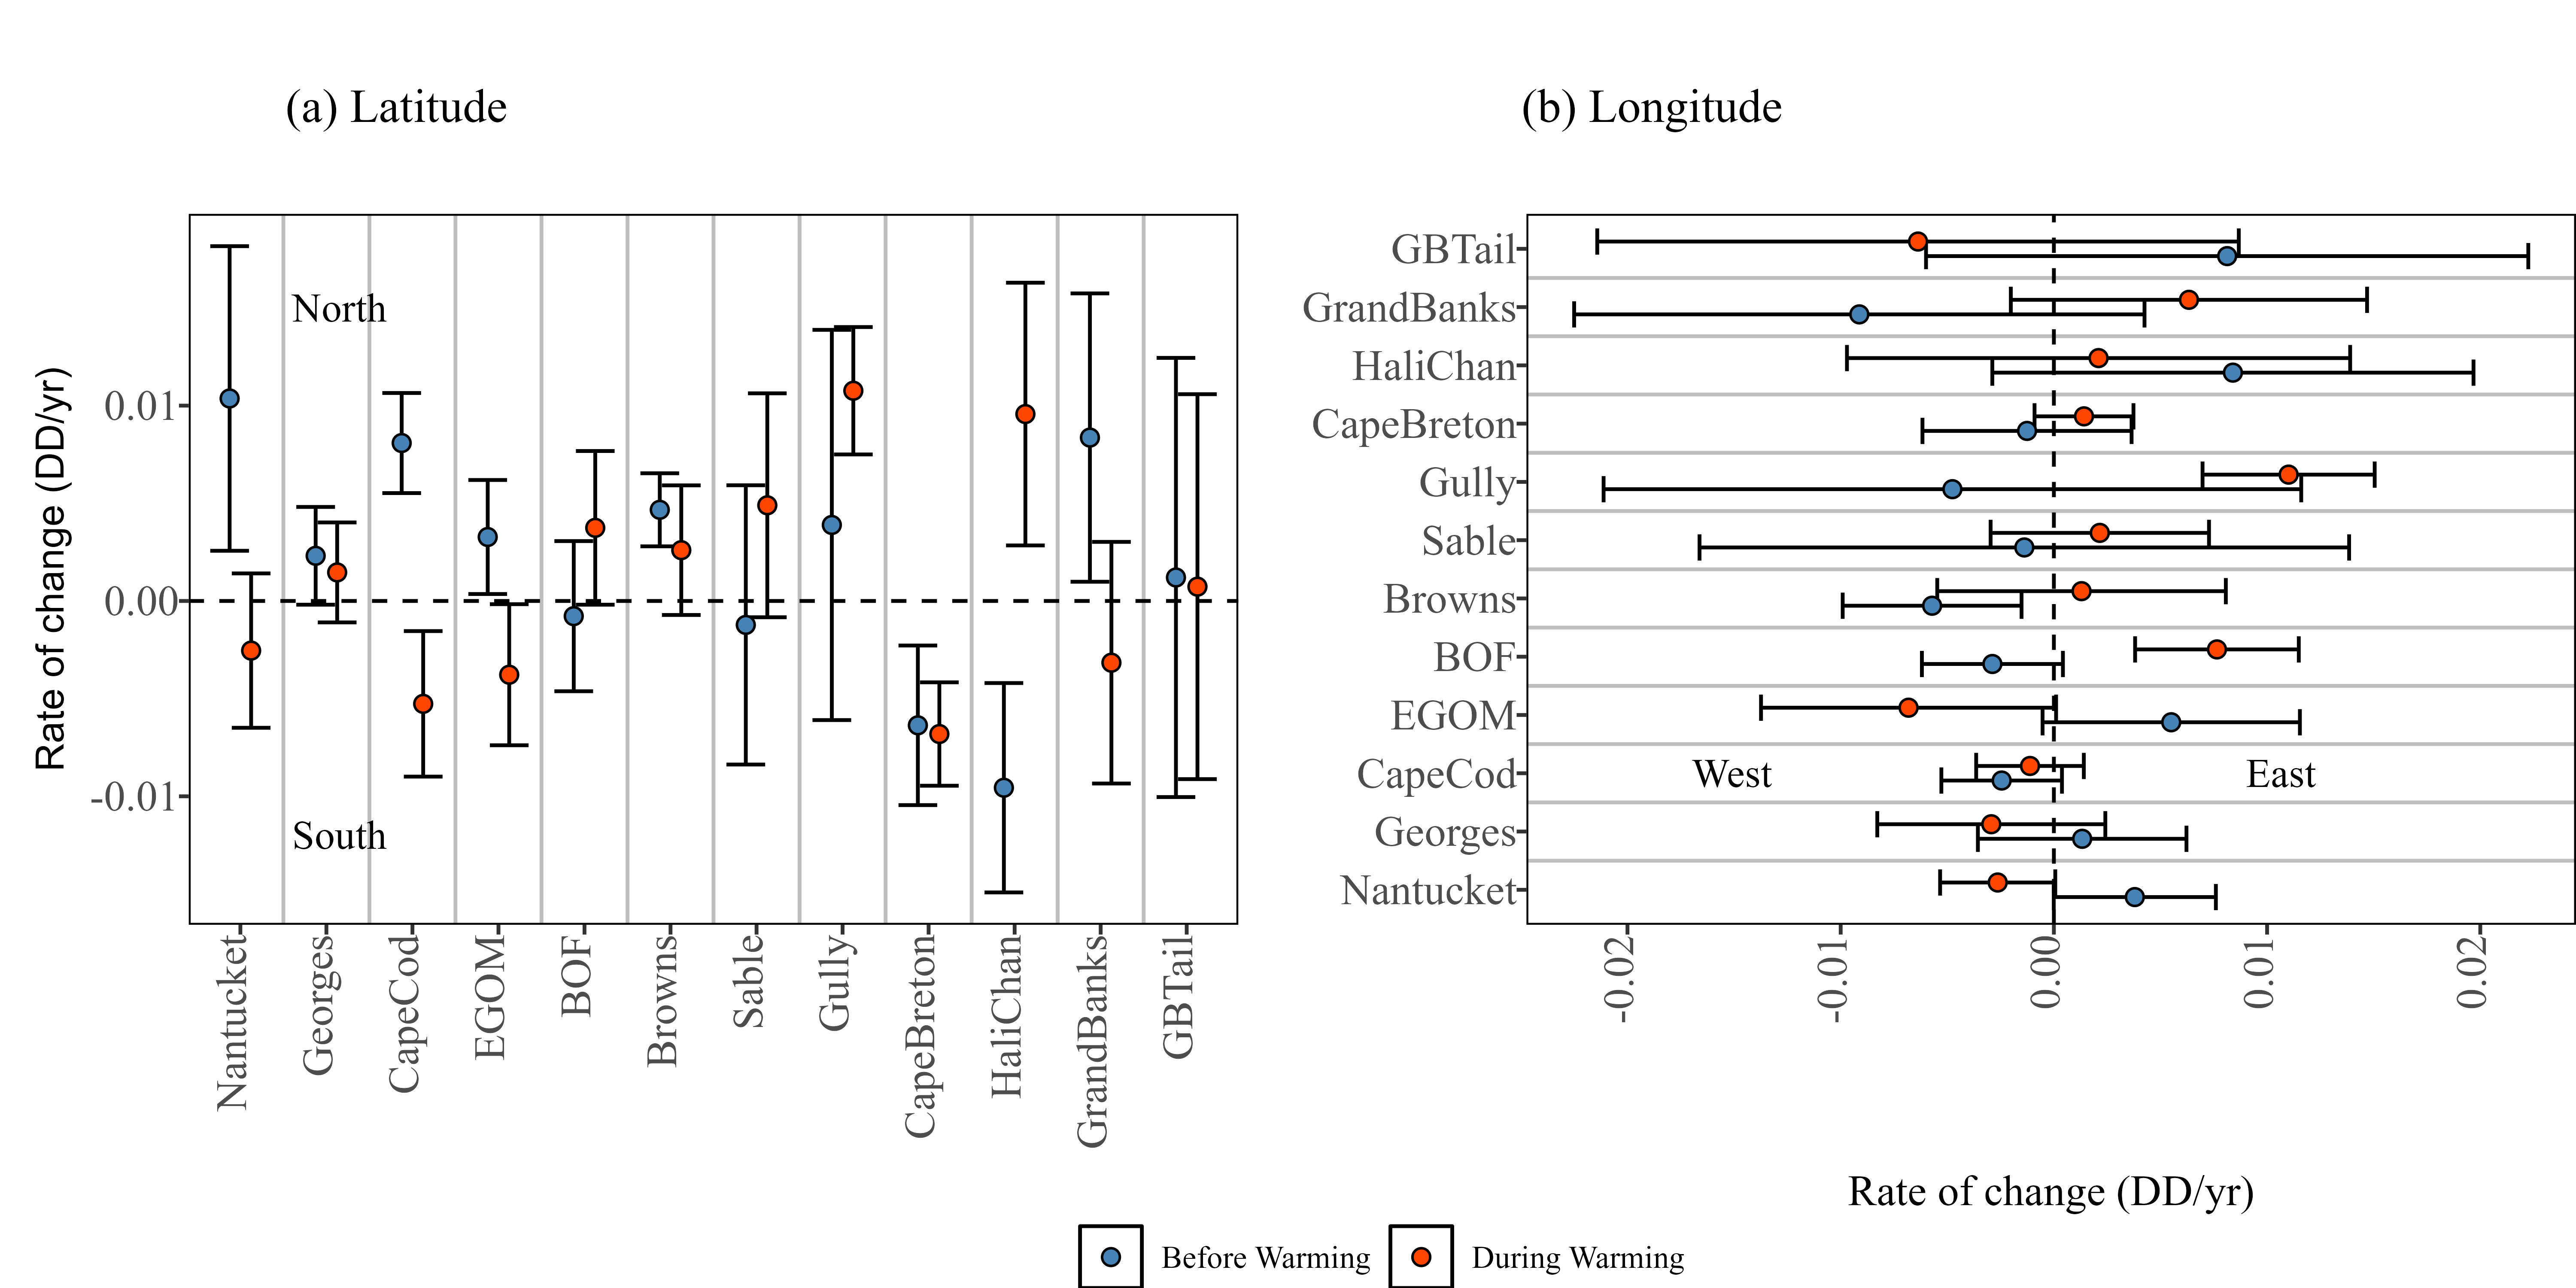 (a) Latitude
Rate of change (DD/yr)
0.01
0.00
-0.01
North
South
Nantucket
Georges
CapeCod
EGOM
BOF
Browns
Sable
Gully
CapeBreton
HaliChan
GrandBanks
GBTail
(b) Longitude
GBTail
GrandBanks
HaliChan
CapeBreton
Gully
Sable
Browns
BOF
EGOM
CapeCod
Georges
Nantucket
West
East
-0.02
-0.01
0.00
0.01
0.02
Rate of change (DD/yr)
Before Warming
During Warming